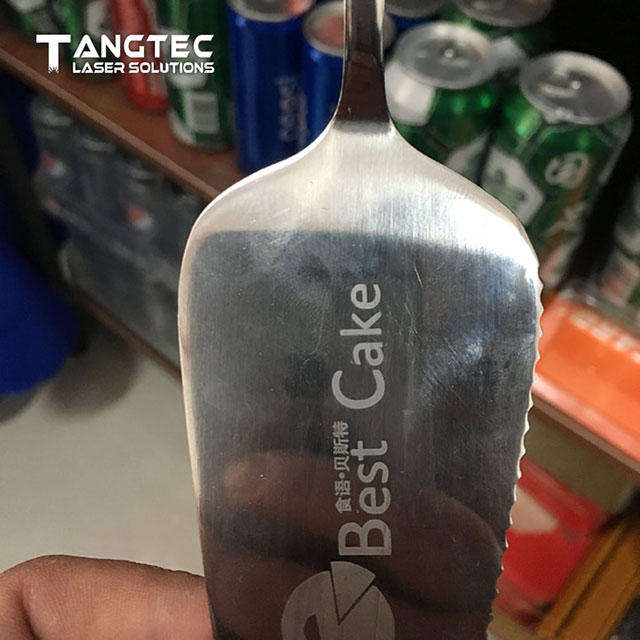 TANGTEC
LASER SOLUTIONS
食语·贝斯特
Best Cake